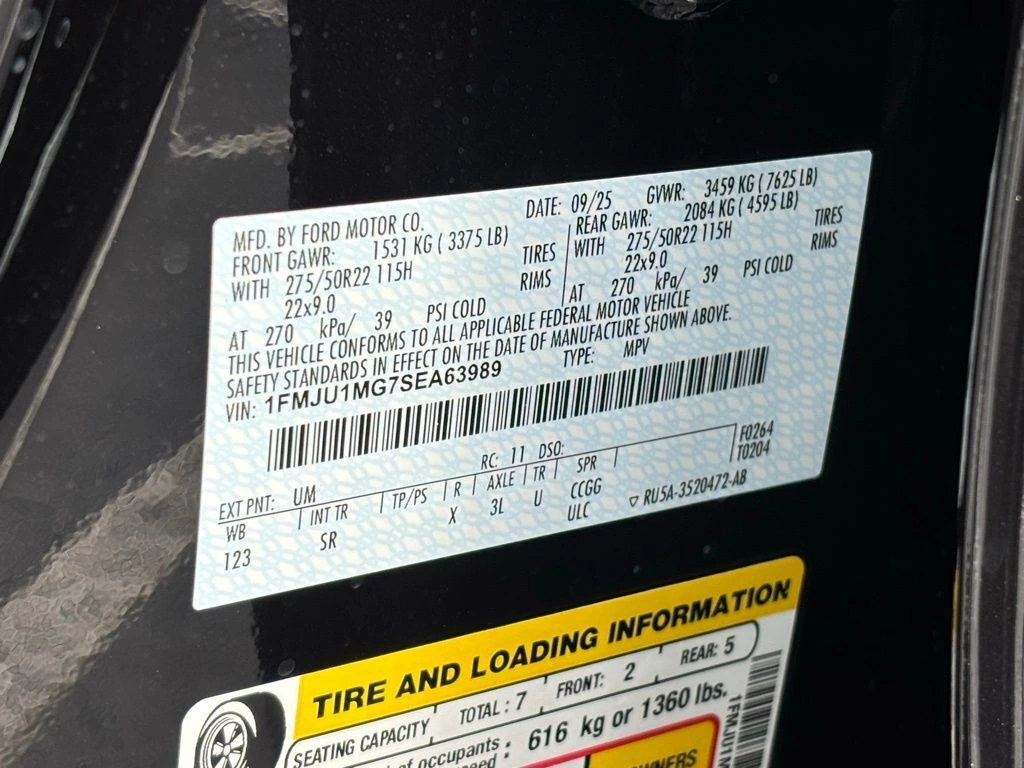 MFD. BY FORD MOTOR CO. DATE: 09/25 GVWR: 3459 KG ( 7625 LB)
FRONT GAWR: 1531 KG ( 3375 LB) REAR GAWR: 2084 KG ( 4595 LB)
WITH 275/50R22 115H TIRES WITH 275/50R22 115H TIRES
22x9.0 RIMS 22x9.0 RIMS
AT 270 kPa/ 39 PSI COLD AT 270 kPa/ 39 PSI COLD
THIS VEHICLE CONFORMS TO ALL APPLICABLE FEDERAL MOTOR VEHICLE
SAFETY STANDARDS IN EFFECT ON THE DATE OF MANUFACTURE SHOWN ABOVE.
VIN: 1FMJU1MG7SEA63989 TYPE: MPV
EXT PNT: UM RC: 11 DSO: F0264
WB INT TR TP/PS R AXLE TR SPR T0204
123 SR X 3L U CCGG
ULC ▽ RU5A-3520472-AB
TIRE AND LOADING INFORMATION
SEATING CAPACITY TOTAL : 7 FRONT: 2 REAR: 5
of occupants : 616 kg or 1360 lbs.
1FMJU1M